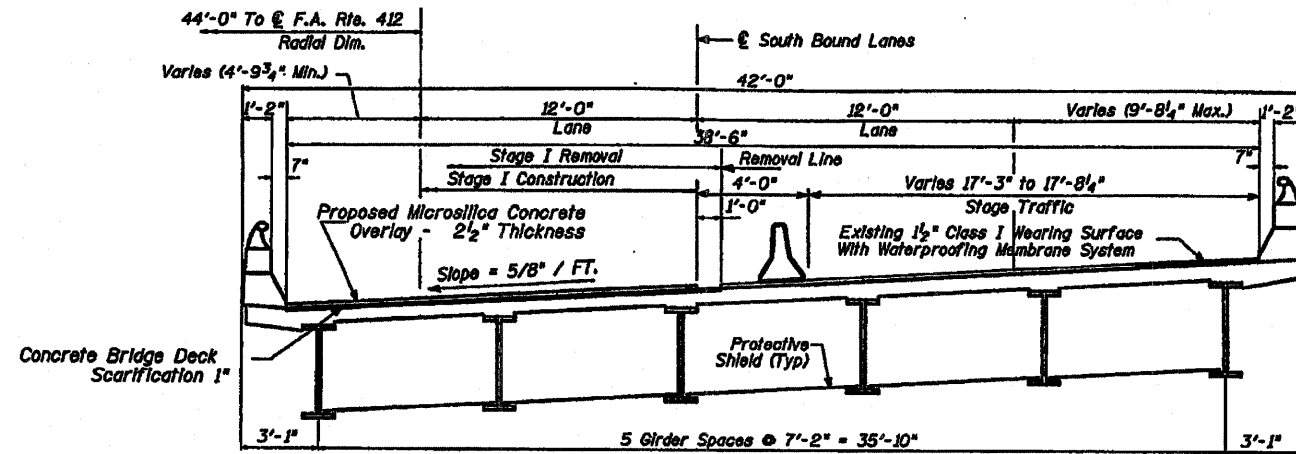 44'-0" To ℄ F.A. Rte. 412
Radial Dim.
℄ South Bound Lanes
Varies (4'-9¾" Min.)
42'-0"
1'-2"
12'-0"
Lane
12'-0"
Lane
Varies (9'-8¼" Max.)
1'-2"
38'-6"
7"
Stage I Removal
Removal Line
7"
Stage I Construction
4'-0"
Varies 17'-3" to 17'-8¼"
Stage Traffic
1'-0"
Proposed Microsilica Concrete
Overlay - 2½" Thickness
Existing 1½" Class I Wearing Surface
With Waterproofing Membrane System
Slope = 5/8" / FT.
Concrete Bridge Deck
Scarification 1"
Protective
Shield (Typ)
3'-1"
5 Girder Spaces @ 7'-2" = 35'-10"
3'-1"